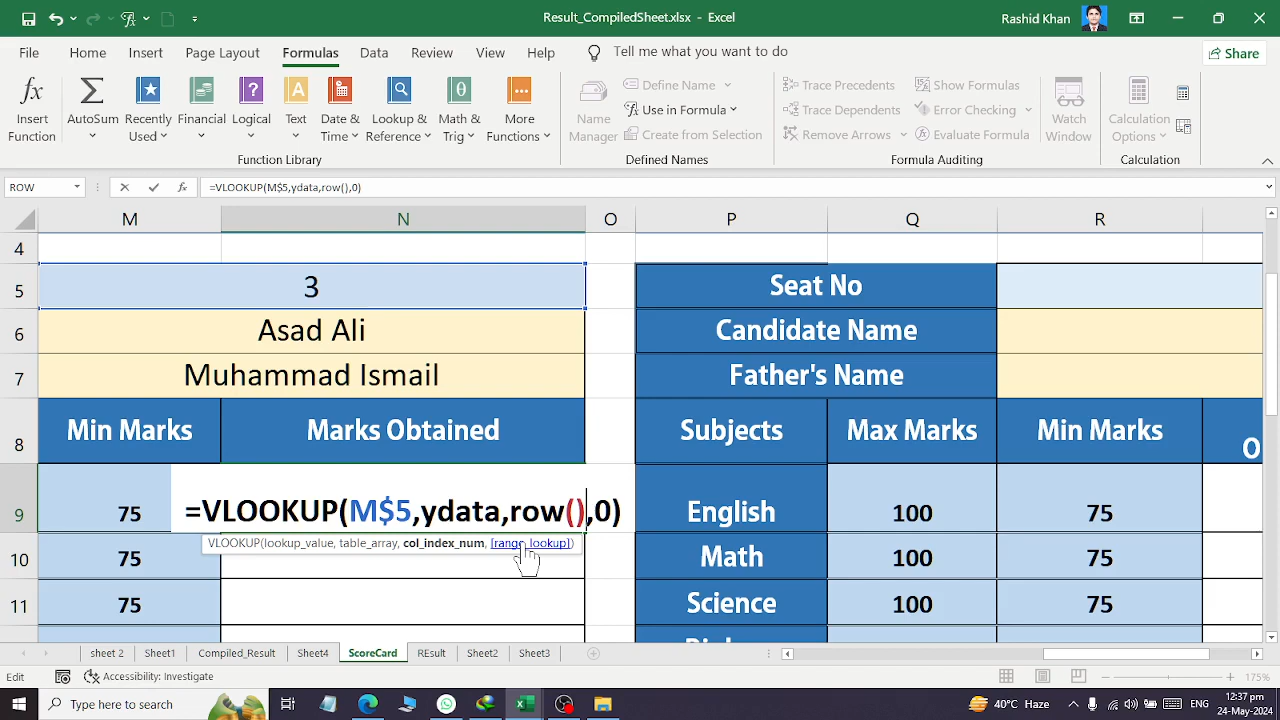 Result_CompiledSheet.xlsx - Excel
Rashid Khan
File Home Insert Page Layout Formulas Data Review View Help Tell me what you want to do Share
Insert Function
AutoSum
Recently Used
Financial
Logical
Text
Date & Time
Lookup & Reference
Math & Trig
More Functions
Function Library
Name Manager
Define Name
Use in Formula
Create from Selection
Defined Names
Trace Precedents
Trace Dependents
Remove Arrows
Show Formulas
Error Checking
Evaluate Formula
Formula Auditing
Watch Window
Calculation Options
Calculation
ROW =VLOOKUP(M$5,ydata,row(),0)
M N O P Q R
4
5 3 Seat No
6 Asad Ali Candidate Name
7 Muhammad Ismail Father's Name
8 Min Marks Marks Obtained Subjects Max Marks Min Marks O
9 75 =VLOOKUP(M$5,ydata,row(),0) English 100 75
VLOOKUP(lookup_value, table_array, col_index_num, [range_lookup])
10 75 Math 100 75
11 75 Science 100 75
sheet 2 Sheet1 Compiled_Result Sheet4 ScoreCard REsult Sheet2 Sheet3
Edit Accessibility: Investigate 175%
Type here to search
40°C Haze
ENG
12:37 pm
24-May-2024